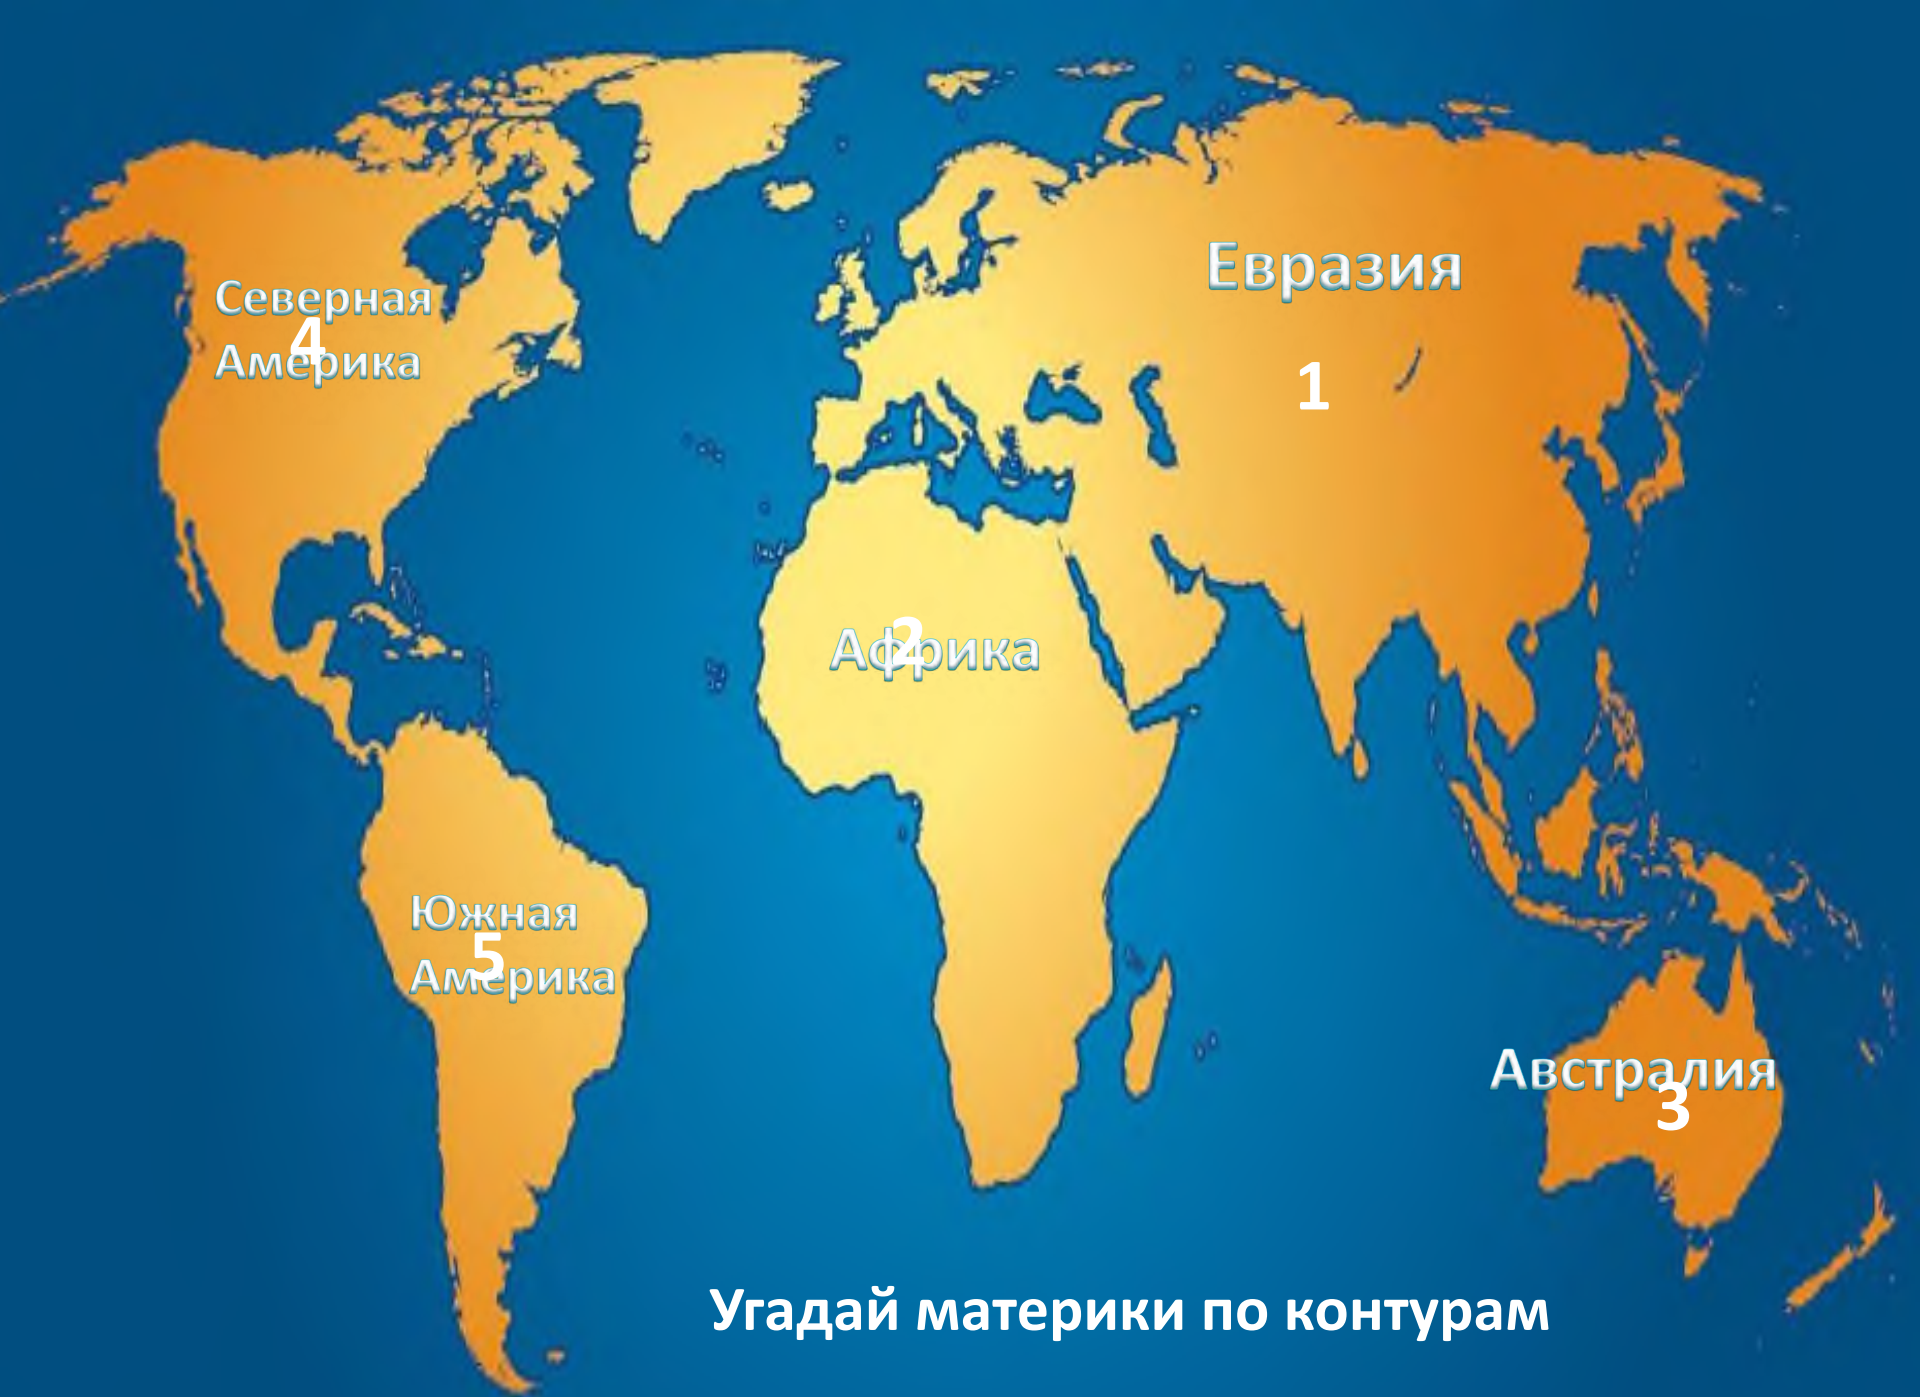 Евразия
Северная
4
Америка
1
Африка
2
Южная
5
Америка
Австралия
3
Угадай материки по контурам